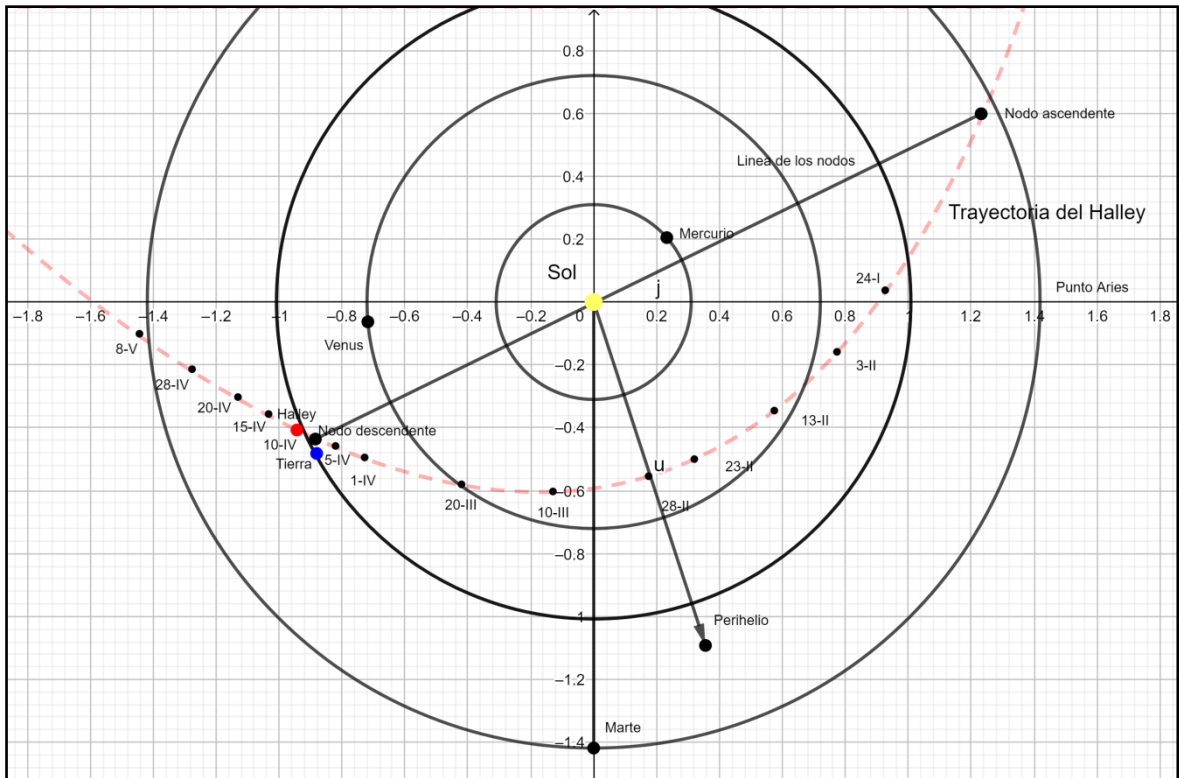 0.8
0.6
Nodo ascendente
Linea de los nodos
0.4
Trayectoria del Halley
0.2
Mercurio
Sol
j
24-I
Punto Aries
−1.8 −1.6 −1.4 −1.2 −1 −0.8 −0.6 −0.4 −0.2 0 0.2 0.4 0.6 0.8 1 1.2 1.4 1.6 1.8
Venus
8-V
−0.2
3-II
28-IV
20-IV
15-IV
Halley
−0.4
13-II
10-IV
Nodo descendente
Tierra
5-IV
1-IV
u
23-II
20-III
10-III
−0.6
28-II
−0.8
−1
Perihelio
−1.2
Marte
−1.4